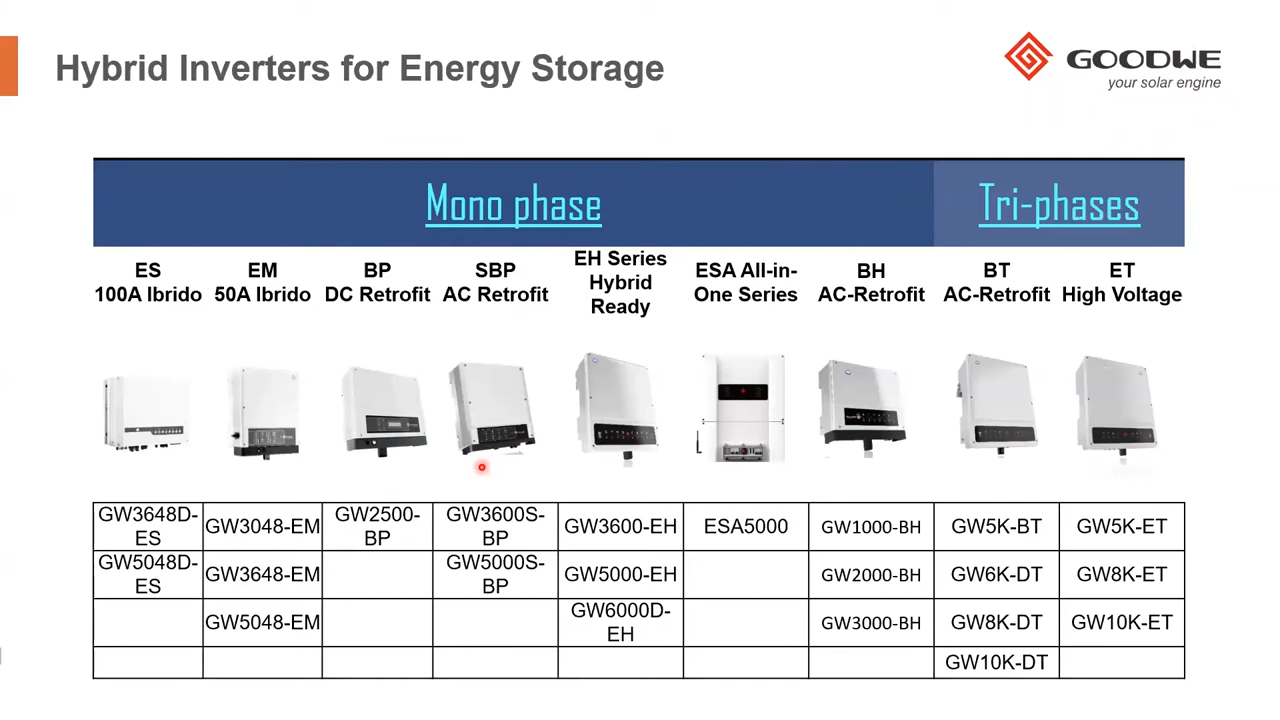 Hybrid Inverters for Energy Storage
GOODWE
your solar engine
Mono phase
Tri-phases
ES
100A Ibrido
EM
50A Ibrido
BP
DC Retrofit
SBP
AC Retrofit
EH Series
Hybrid
Ready
ESA All-in-
One Series
BH
AC-Retrofit
BT
AC-Retrofit
ET
High Voltage
GW3648D-
ES
GW3048-EM
GW2500-
BP
GW3600S-
BP
GW3600-EH
ESA5000
GW1000-BH
GW5K-BT
GW5K-ET
GW5048D-
ES
GW3648-EM
GW5000S-
BP
GW5000-EH
GW2000-BH
GW6K-DT
GW8K-ET
GW5048-EM
GW6000D-
EH
GW3000-BH
GW8K-DT
GW10K-ET
GW10K-DT